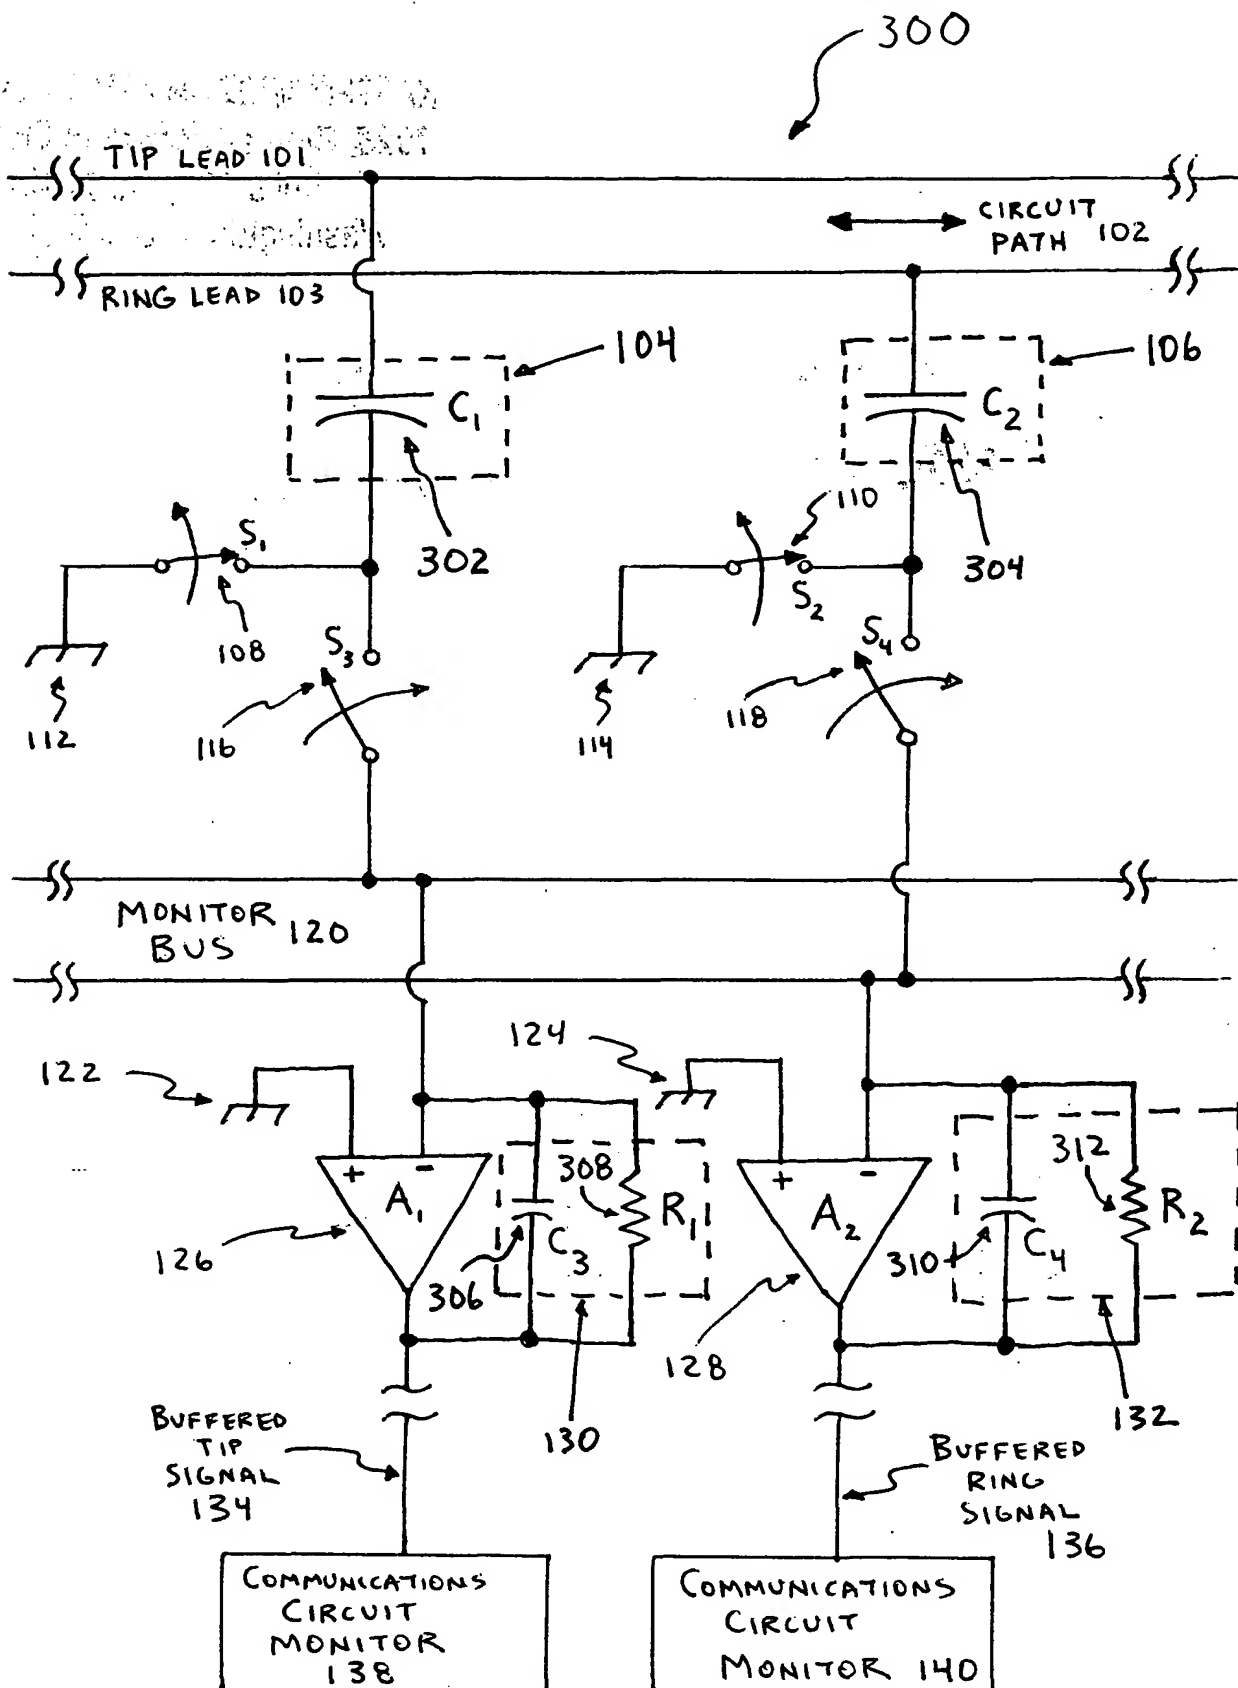 300
TIP LEAD 101
CIRCUIT
PATH 102
RING LEAD 103
104
106
C1
C2
110
S1
302
304
S2
108
S3
S4
112
116
118
114
MONITOR
BUS 120
124
122
+ -
308
+ -
312
A1
R1
A2
R2
126
C3
310
C4
306
128
130
132
BUFFERED
TIP
SIGNAL
134
BUFFERED
RING
SIGNAL
136
COMMUNICATIONS
CIRCUIT
MONITOR
138
COMMUNICATIONS
CIRCUIT
MONITOR 140